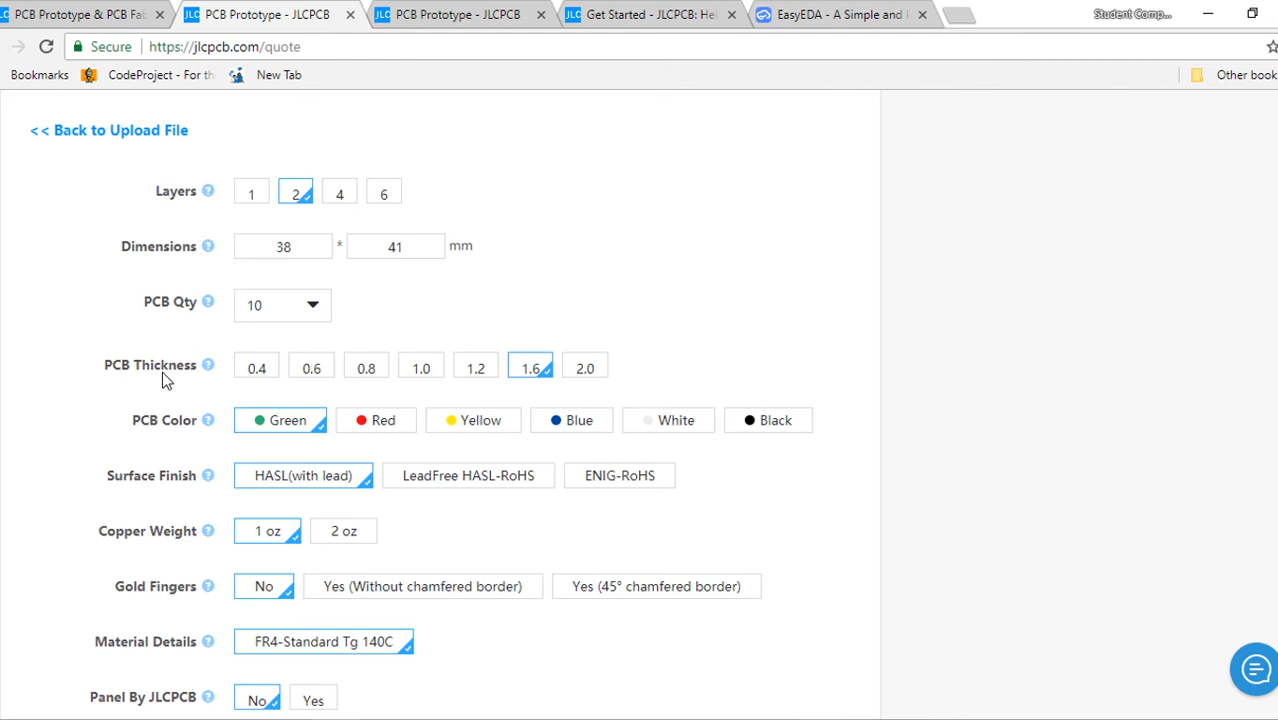 PCB Prototype & PCB Fab
PCB Prototype - JLCPCB
PCB Prototype - JLCPCB
Get Started - JLCPCB: Hel
EasyEDA - A Simple and P
Student Comp...
Secure
https://jlcpcb.com/quote
Bookmarks
CodeProject - For th
New Tab
Other book
<< Back to Upload File
Layers ? 1 2 4 6
Dimensions ? 38 * 41 mm
PCB Qty ? 10
PCB Thickness ? 0.4 0.6 0.8 1.0 1.2 1.6 2.0
PCB Color ? Green Red Yellow Blue White Black
Surface Finish ? HASL(with lead) LeadFree HASL-RoHS ENIG-RoHS
Copper Weight ? 1 oz 2 oz
Gold Fingers ? No Yes (Without chamfered border) Yes (45° chamfered border)
Material Details ? FR4-Standard Tg 140C
Panel By JLCPCB ? No Yes